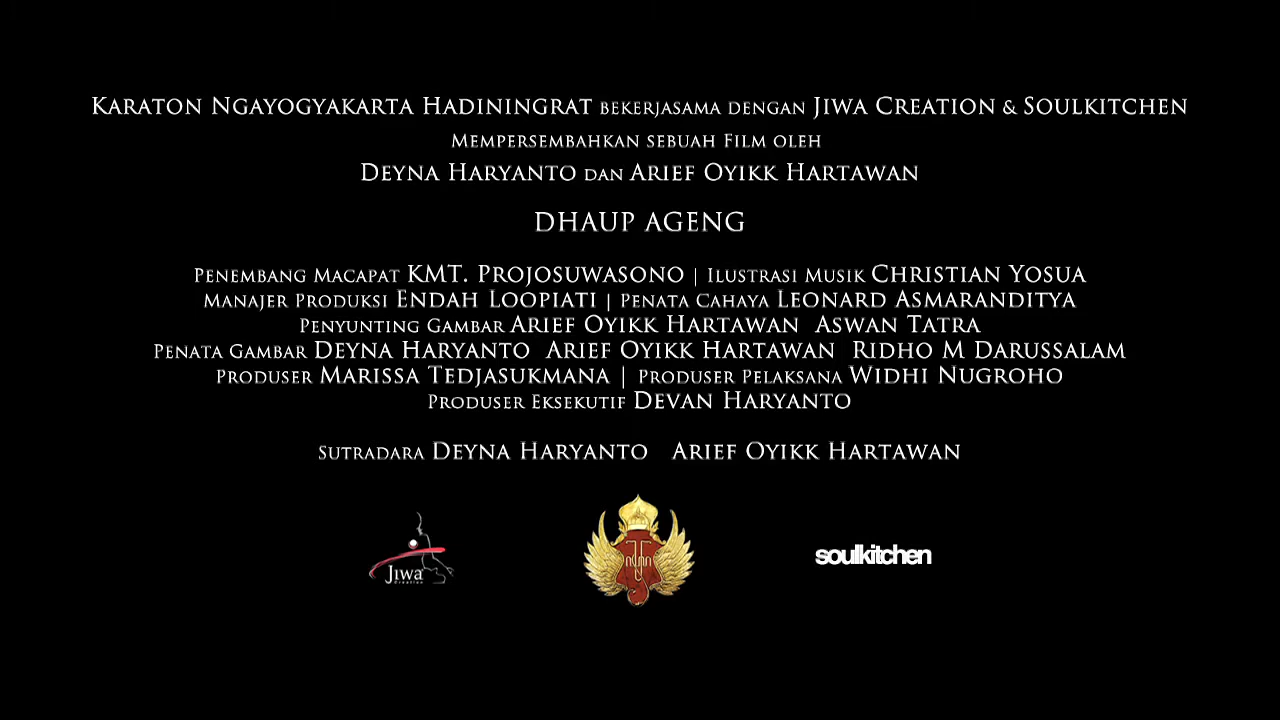 Karaton Ngayogyakarta Hadiningrat bekerjasama dengan Jiwa Creation & Soulkitchen
Mempersembahkan sebuah Film oleh
Deyna Haryanto dan Arief Oyikk Hartawan
DHAUP AGENG
Penembang Macapat KMT. Projosuwasono | Ilustrasi Musik Christian Yosua
Manajer Produksi Endah Loopiati | Penata Cahaya Leonard Asmaranditya
Penyunting Gambar Arief Oyikk Hartawan Aswan Tatra
Penata Gambar Deyna Haryanto Arief Oyikk Hartawan Ridho M Darussalam
Produser Marissa Tedjasukmana | Produser Pelaksana Widhi Nugroho
Produser Eksekutif Devan Haryanto
Sutradara Deyna Haryanto Arief Oyikk Hartawan
Jiwa
Creation
soulkitchen